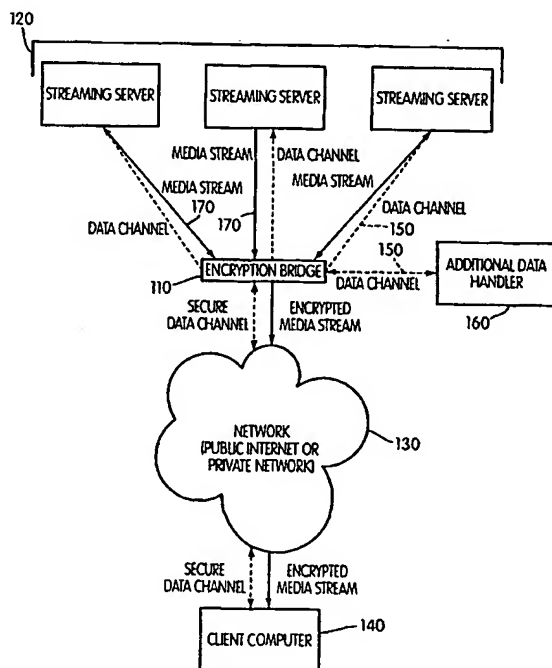 120
STREAMING SERVER
STREAMING SERVER
STREAMING SERVER
MEDIA STREAM
DATA CHANNEL
MEDIA STREAM
MEDIA STREAM
170
170
DATA CHANNEL
DATA CHANNEL
150
150
110
ENCRYPTION BRIDGE
DATA CHANNEL
ADDITIONAL DATA
HANDLER
160
SECURE
DATA CHANNEL
ENCRYPTED
MEDIA STREAM
NETWORK
(PUBLIC INTERNET OR
PRIVATE NETWORK)
130
SECURE
DATA CHANNEL
ENCRYPTED
MEDIA STREAM
CLIENT COMPUTER
140